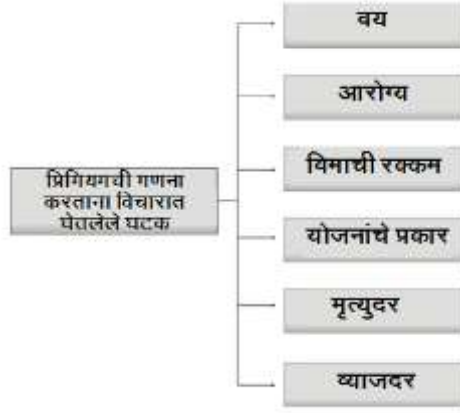 प्रिमियमची गणना
करताना विचारात
घेतलेले घटक
वय
आरोग्य
विमाची रक्कम
योजनांचे प्रकार
मृत्युदर
व्याजदर